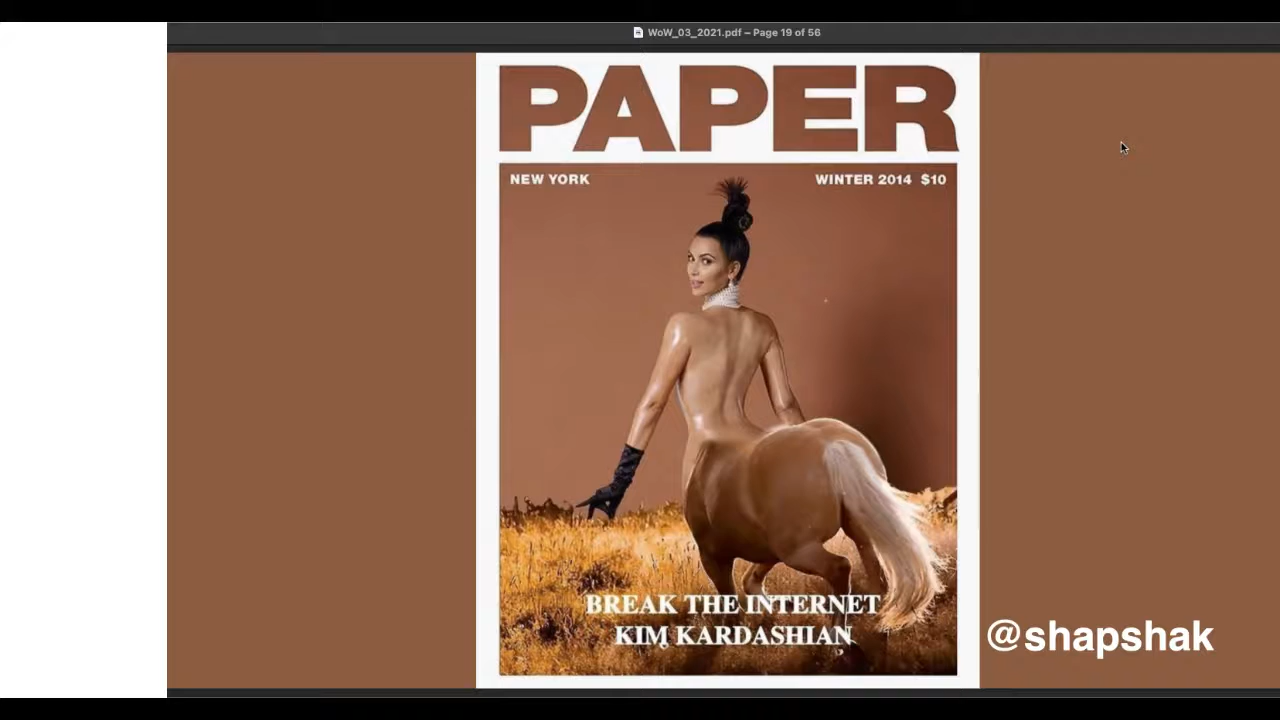 WoW_03_2021.pdf – Page 19 of 56
PAPER
NEW YORK
WINTER 2014 $10
BREAK THE INTERNET
KIM KARDASHIAN
@shapshak